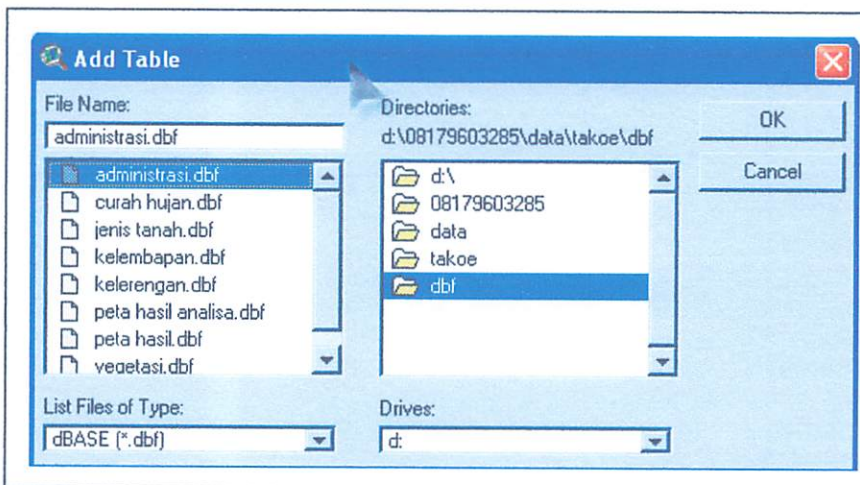 Add Table
File Name:
administrasi.dbf
administrasi.dbf
curah hujan.dbf
jenis tanah.dbf
kelembapan.dbf
kelerengan.dbf
peta hasil analisa.dbf
peta hasil.dbf
vegetasi.dbf
List Files of Type:
dBASE (*.dbf)
Directories:
d:\08179603285\data\takoe\dbf
d:\
08179603285
data
takoe
dbf
Drives:
d:
OK
Cancel